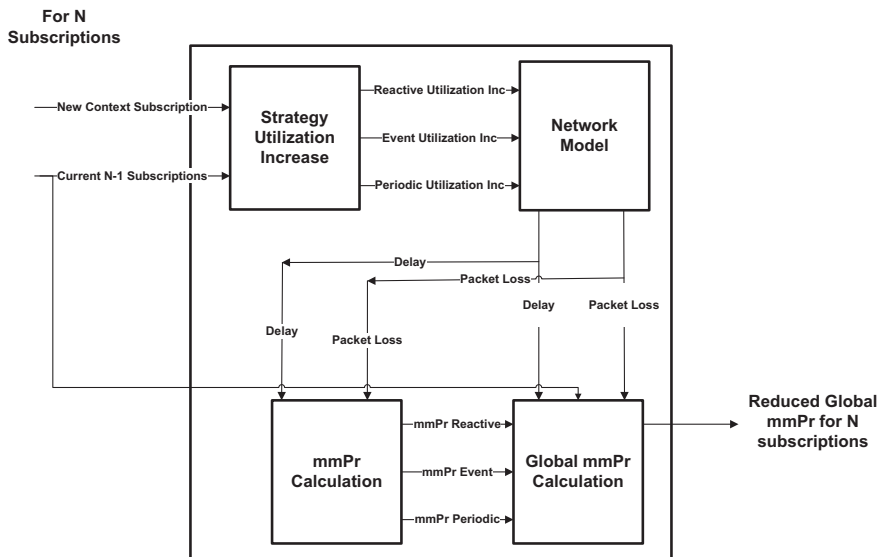 For N
Subscriptions
New Context Subscription
Current N-1 Subscriptions
Strategy
Utilization
Increase
Reactive Utilization Inc
Event Utilization Inc
Periodic Utilization Inc
Network
Model
Delay
Packet Loss
Delay
Packet Loss
Delay
Packet Loss
mmPr
Calculation
mmPr Reactive
mmPr Event
mmPr Periodic
Global mmPr
Calculation
Reduced Global
mmPr for N
subscriptions